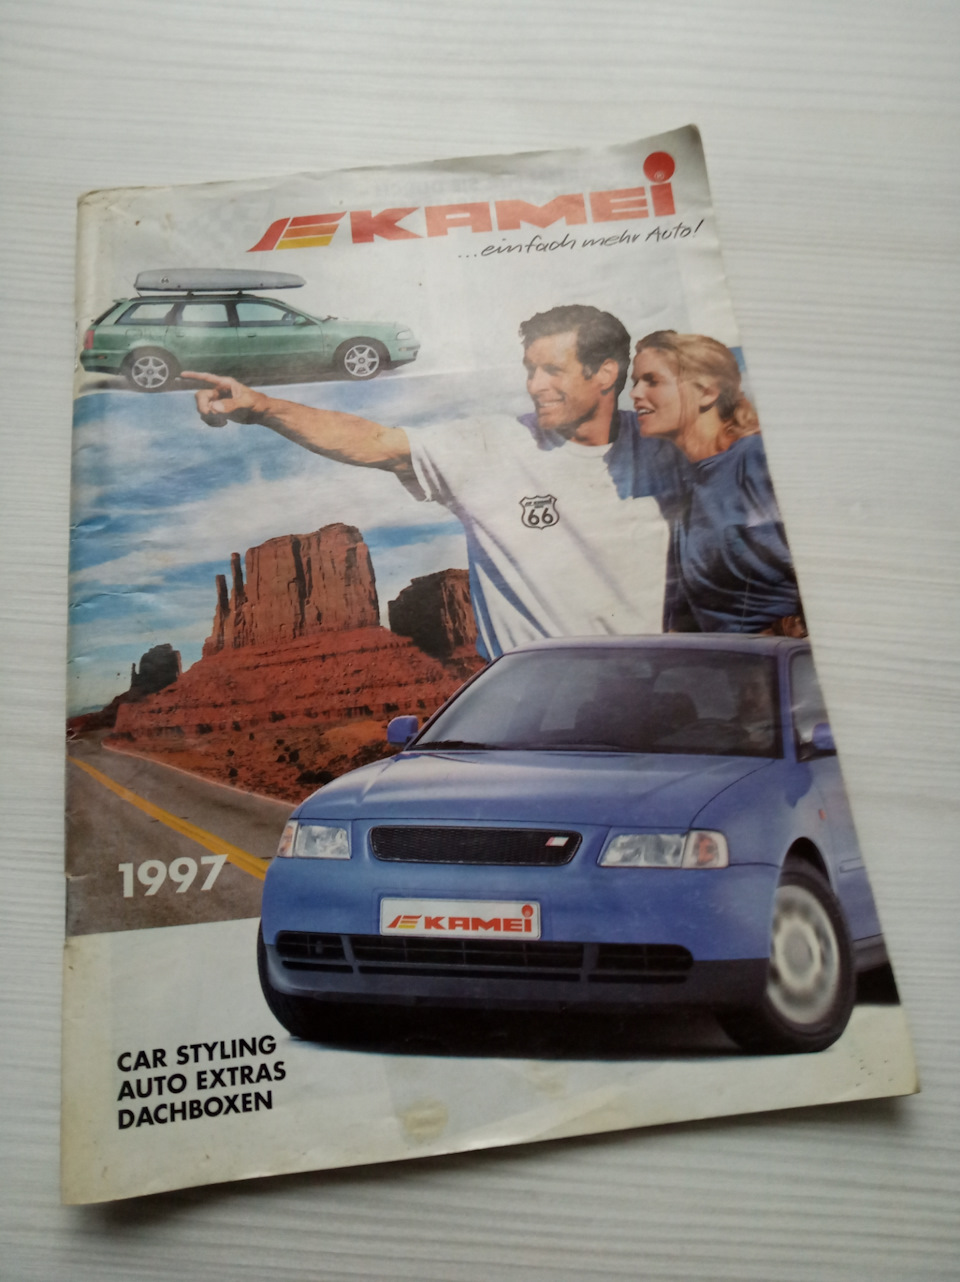 KAMEI
...einfach mehr Auto!
66
1997
KAMEI
CAR STYLING
AUTO EXTRAS
DACHBOXEN